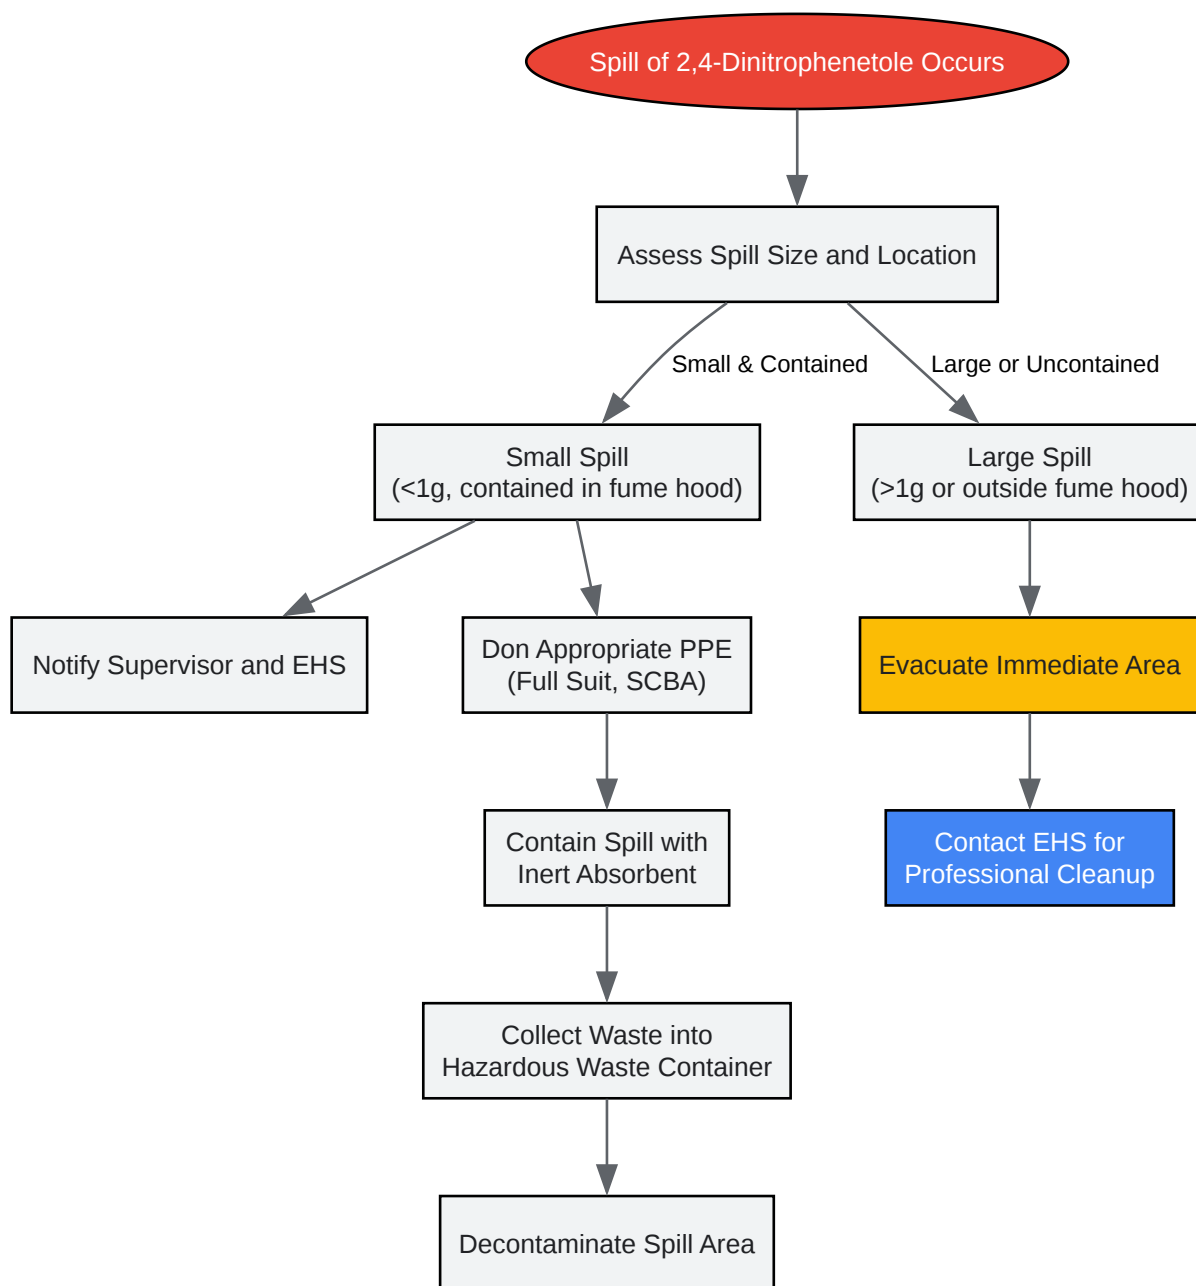 Spill of 2,4-Dinitrophenetole Occurs
Assess Spill Size and Location
Small & Contained
Large or Uncontained
Small Spill
(<1g, contained in fume hood)
Large Spill
(>1g or outside fume hood)
Notify Supervisor and EHS
Don Appropriate PPE
(Full Suit, SCBA)
Evacuate Immediate Area
Contain Spill with
Inert Absorbent
Contact EHS for
Professional Cleanup
Collect Waste into
Hazardous Waste Container
Decontaminate Spill Area